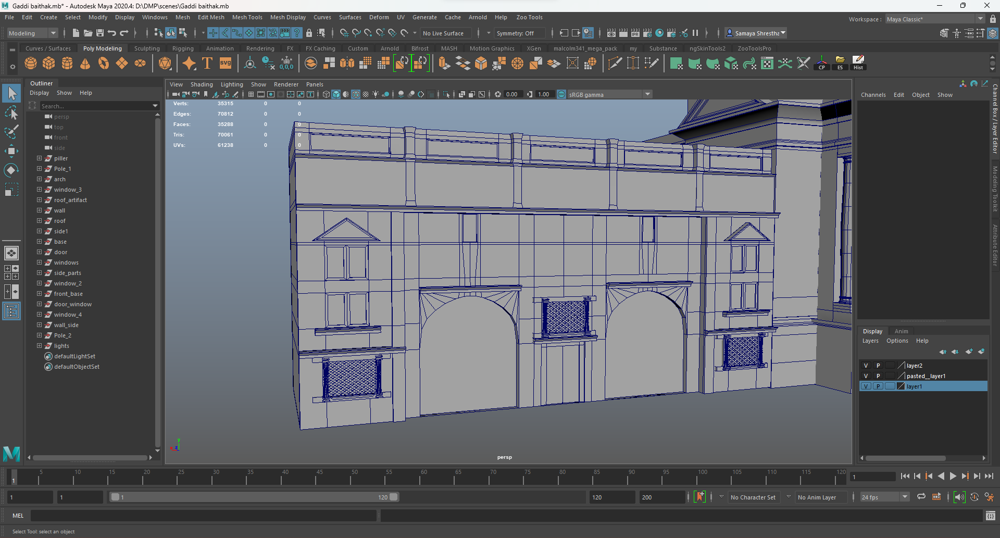 Gaddi baithak.mb* - Autodesk Maya 2020.4: D:\DMP\scenes\Gaddi baithak.mb
File Edit Create Select Modify Display Windows Mesh Edit Mesh Mesh Tools Mesh Display Curves Surfaces Deform UV Generate Cache Arnold Help Zoo Tools
Workspace : Maya Classic*
Modeling No Live Surface Symmetry: Off IPR Samaya Shrestha
Curves / Surfaces Poly Modeling Sculpting Rigging Animation Rendering FX FX Caching Custom Arnold Bifrost MASH Motion Graphics XGen malcolm341_mega_pack my Substance ngSkinTools2 ZooToolsPro
T svg 0,0,0 CP ES Hist
Outliner
Display Show Help
Search...
persp
top
front
side
piller
Pole_1
arch
window_3
roof_artifact
wall
roof
side1
base
door
windows
side_parts
window_2
front_base
door_window
window_4
wall_side
Pole_2
lights
defaultLightSet
defaultObjectSet
View Shading Lighting Show Renderer Panels
0.00 1.00 ON sRGB gamma
Verts: 35315 0 0
Edges: 70812 0 0
Faces: 35288 0 0
Tris: 70061 0 0
UVs: 61238 0 0
y
x z
persp
Channels Edit Object Show
Channel Box / Layer Editor
Modeling Toolkit
Attribute Editor
Display Anim
Layers Options Help
V P layer2
V P pasted__layer1
V P layer1
1 5 10 15 20 25 30 35 40 45 50 55 60 65 70 75 80 85 90 95 100 105 110 115 120
1
1 1 1 120 120 200 No Character Set No Anim Layer 24 fps
MEL
Select Tool: select an object